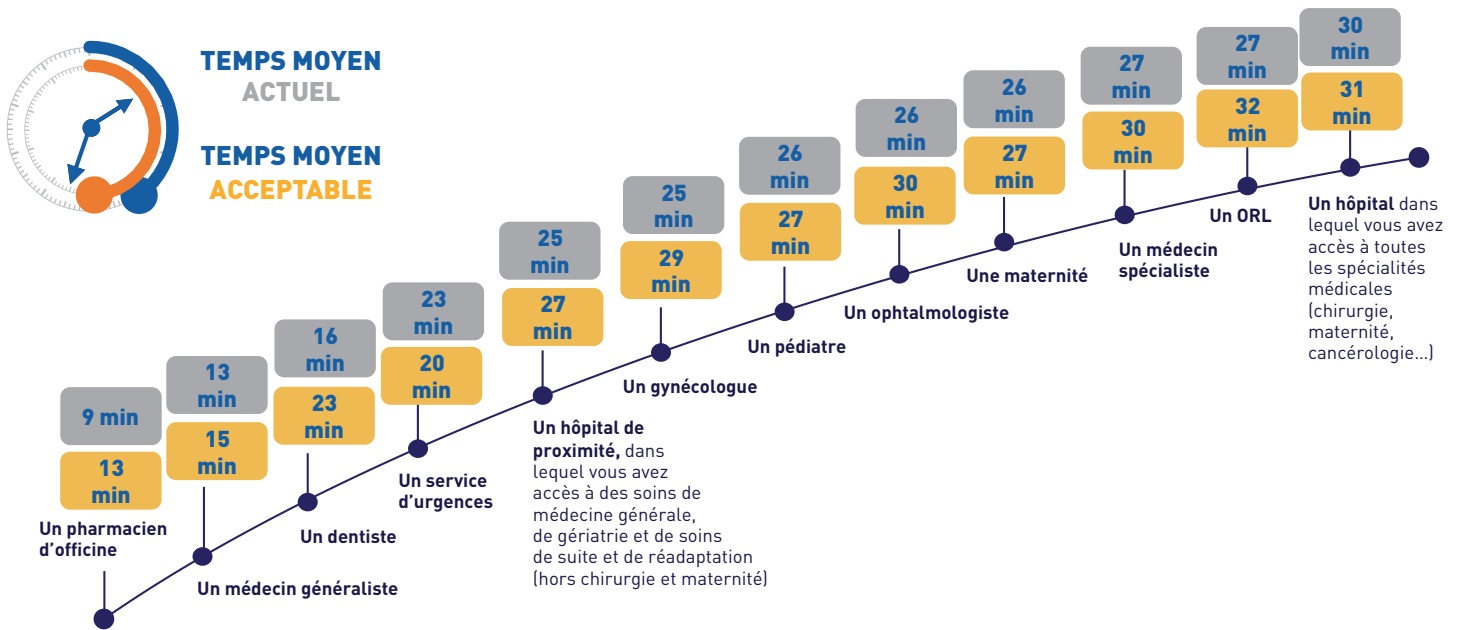 TEMPS MOYEN
ACTUEL
TEMPS MOYEN
ACCEPTABLE
9 min
13
min
Un pharmacien
d’officine
13
min
15
min
Un médecin généraliste
16
min
23
min
Un dentiste
23
min
20
min
Un service
d’urgences
25
min
27
min
Un hôpital de
proximité, dans
lequel vous avez
accès à des soins de
médecine générale,
de gériatrie et de soins
de suite et de réadaptation
(hors chirurgie et maternité)
25
min
29
min
Un gynécologue
26
min
27
min
Un pédiatre
26
min
30
min
Un ophtalmologiste
26
min
27
min
Une maternité
27
min
30
min
Un médecin
spécialiste
27
min
32
min
Un ORL
30
min
31
min
Un hôpital dans
lequel vous avez
accès à toutes
les spécialités
médicales
(chirurgie,
maternité,
cancérologie...)